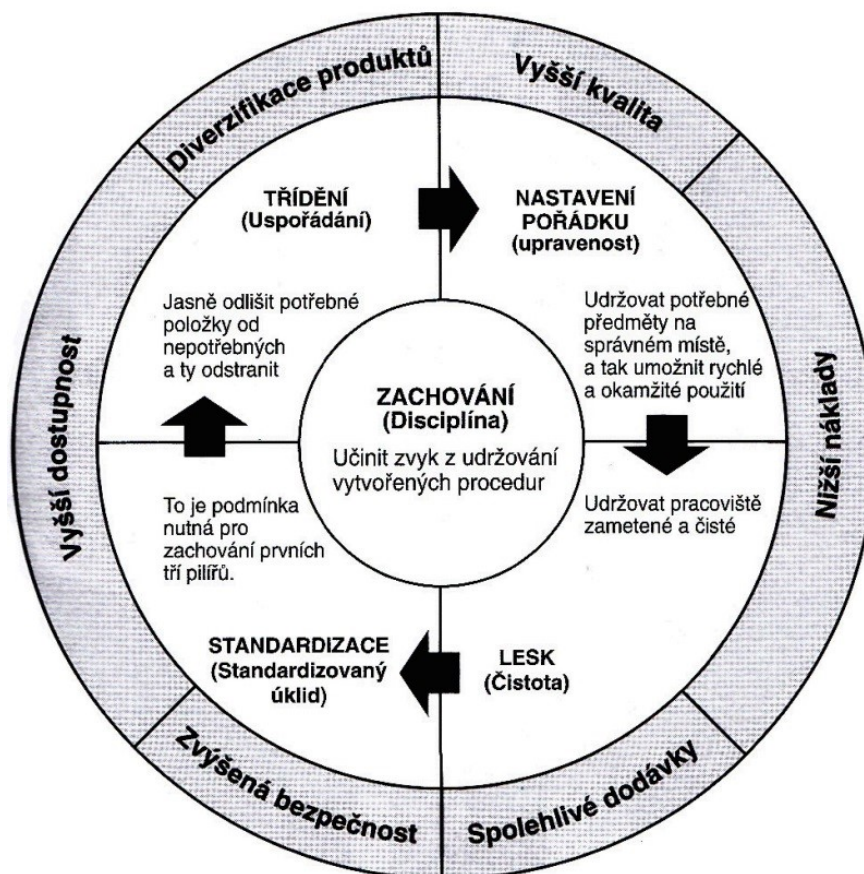 Diverzifikace produktů
Vyšší kvalita
Nižší náklady
Spolehlivé dodávky
Zvýšená bezpečnost
Vyšší dostupnost
TŘÍDĚNÍ
(Uspořádání)
Jasně odlišit potřebné
položky od
nepotřebných
a ty odstranit
NASTAVENÍ
POŘÁDKU
(upravenost)
Udržovat potřebné
předměty na
správném místě,
a tak umožnit rychlé
a okamžité použití
ZACHOVÁNÍ
(Disciplína)
Učinit zvyk z udržování
vytvořených procedur
Udržovat pracoviště
zametené a čisté
LESK
(Čistota)
To je podmínka
nutná pro
zachování prvních
tří pilířů.
STANDARDIZACE
(Standardizovaný
úklid)